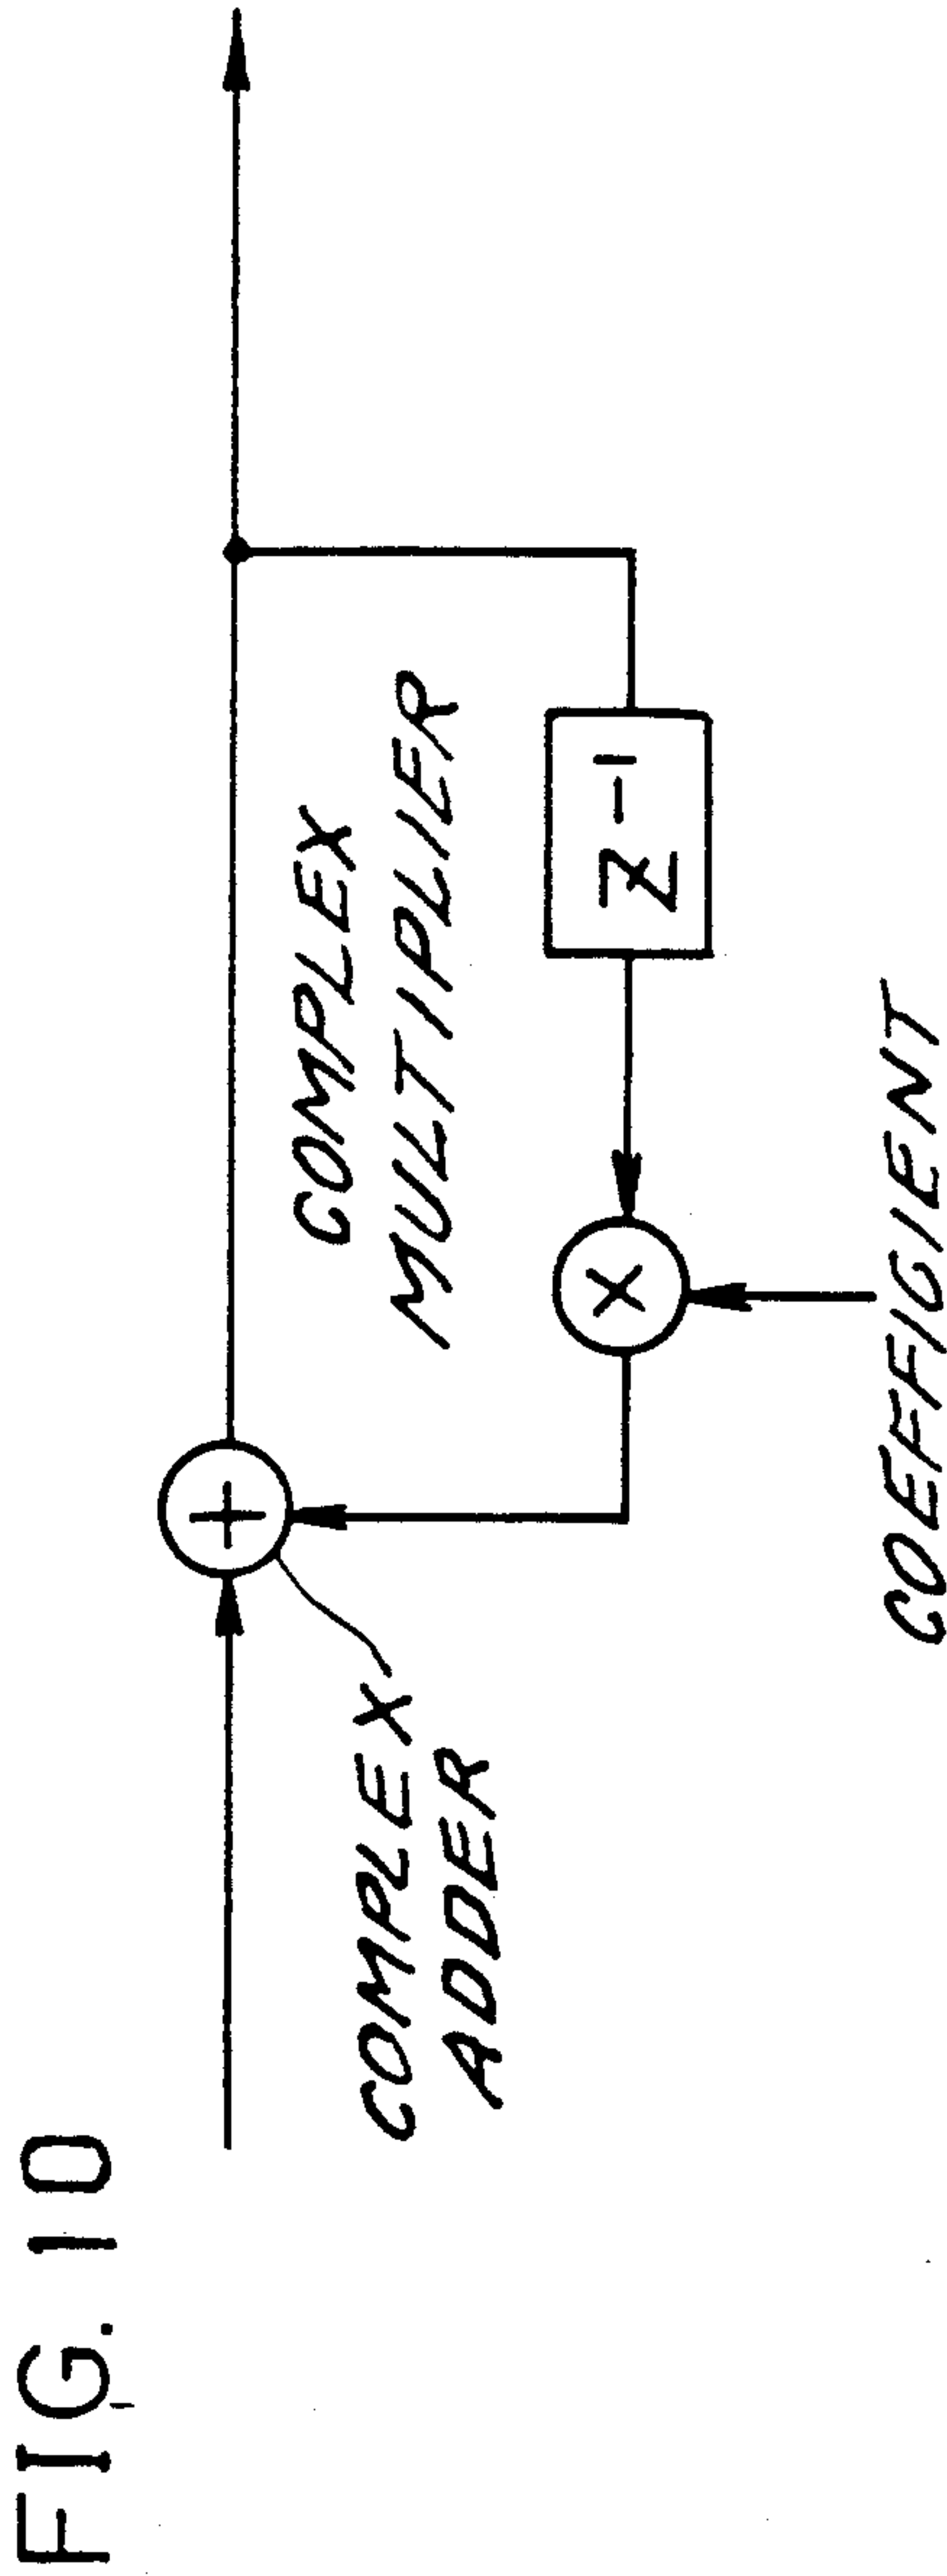 FIG. 10
+
COMPLEX
ADDER
COMPLEX
MULTIPLIER
X
Z-1
COEFFICIENT